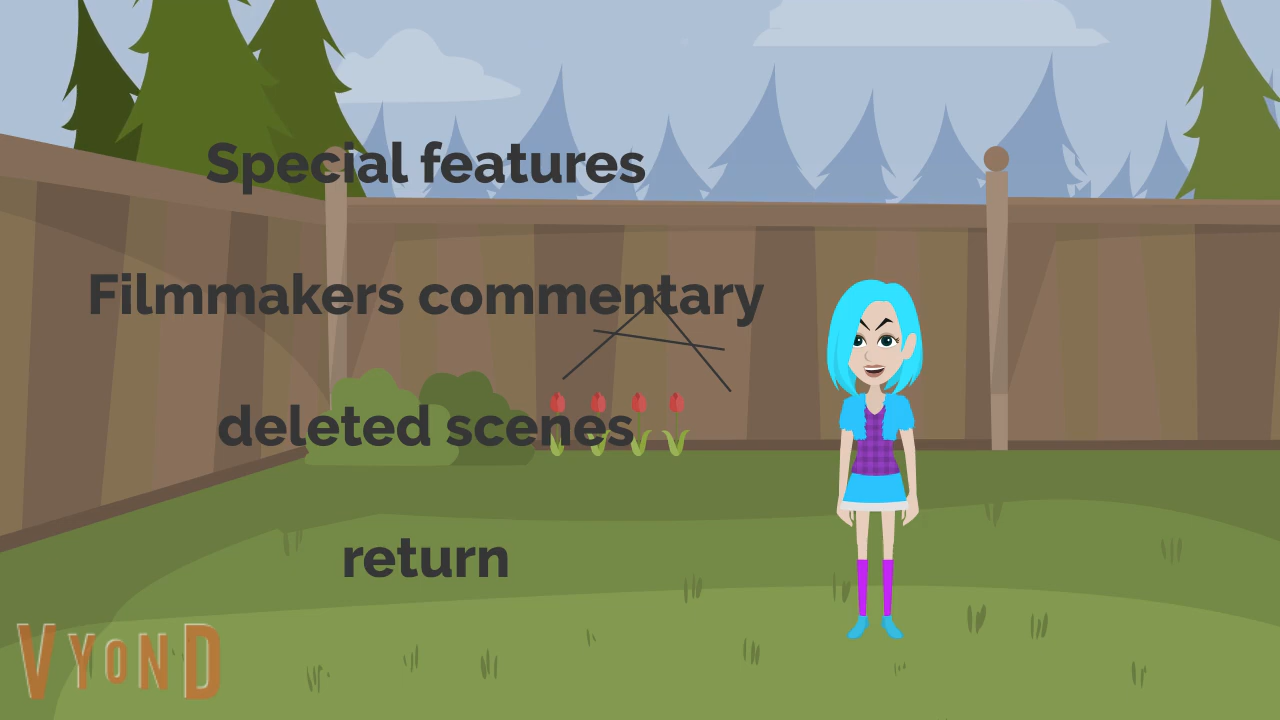 Special features
Filmmakers commentary
deleted scenes
return
VYOND